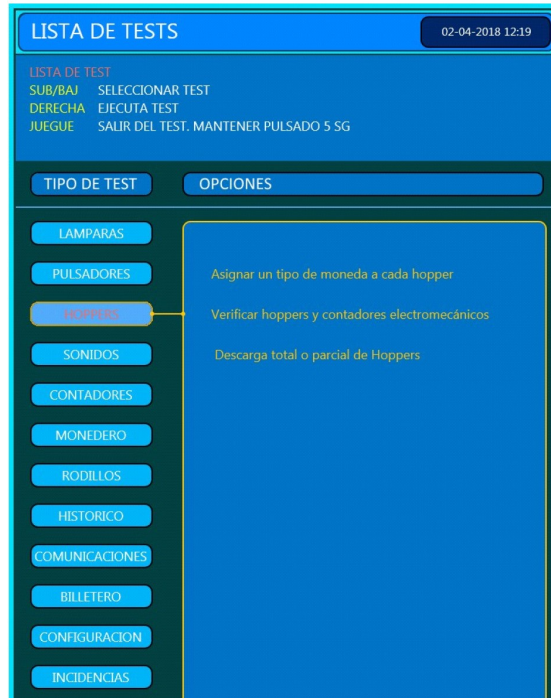 LISTA DE TESTS
02-04-2018 12:19
LISTA DE TEST
SUB/BAJ SELECCIONAR TEST
DERECHA EJECUTA TEST
JUEGUE SALIR DEL TEST. MANTENER PULSADO 5 SG
TIPO DE TEST OPCIONES
LAMPARAS
PULSADORES Asignar un tipo de moneda a cada hopper
HOPPERS Verificar hoppers y contadores electromecánicos
SONIDOS Descarga total o parcial de Hoppers
CONTADORES
MONEDERO
RODILLOS
HISTORICO
COMUNICACIONES
BILLETERO
CONFIGURACION
INCIDENCIAS